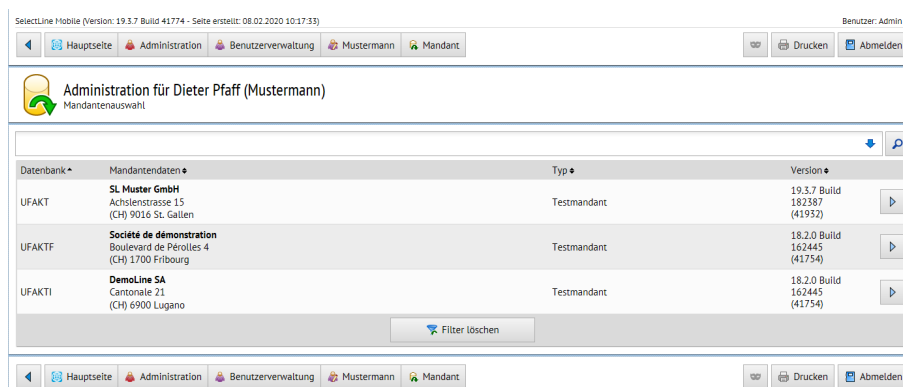 SelectLine Mobile (Version: 19.3.7 Build 41774 - Seite erstellt: 08.02.2020 10:17:33) Benutzer: Admin
Hauptseite Administration Benutzerverwaltung Mustermann Mandant Drucken Abmelden
Administration für Dieter Pfaff (Mustermann)
Mandantenauswahl
Datenbank Mandantendaten Typ Version
SL Muster GmbH
Achslenstrasse 15
(CH) 9016 St. Gallen
UFAKT
Testmandant
19.3.7 Build
182387
(41932)
Société de démonstration
Boulevard de Pérolles 4
(CH) 1700 Fribourg
UFAKTF
Testmandant
18.2.0 Build
162445
(41754)
DemoLine SA
Cantonale 21
(CH) 6900 Lugano
UFAKTI
Testmandant
18.2.0 Build
162445
(41754)
Filter löschen
Hauptseite Administration Benutzerverwaltung Mustermann Mandant Drucken Abmelden